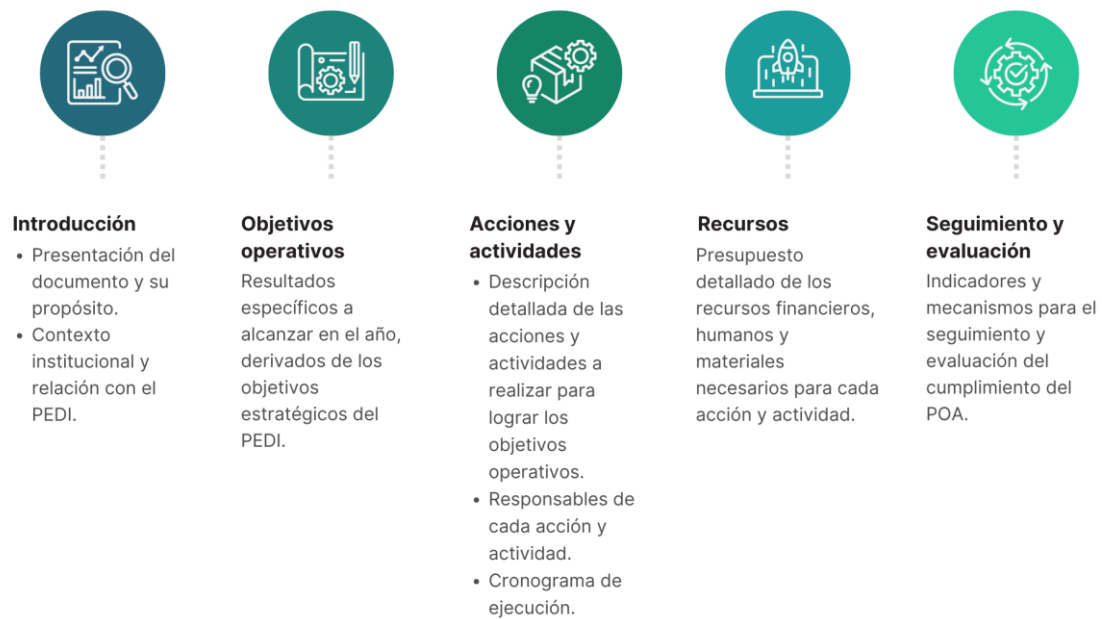 Introducción
• Presentación del
documento y su
propósito.
• Contexto
institucional y
relación con el
PEDI.
Objetivos
operativos
Resultados
específicos a
alcanzar en el año,
derivados de los
objetivos
estratégicos del
PEDI.
Acciones y
actividades
• Descripción
detallada de las
acciones y
actividades a
realizar para
lograr los
objetivos
operativos.
• Responsables de
cada acción y
actividad.
• Cronograma de
ejecución.
Recursos
Presupuesto
detallado de los
recursos financieros,
humanos y
materiales
necesarios para cada
acción y actividad.
Seguimiento y
evaluación
Indicadores y
mecanismos para el
seguimiento y
evaluación del
cumplimiento del
POA.